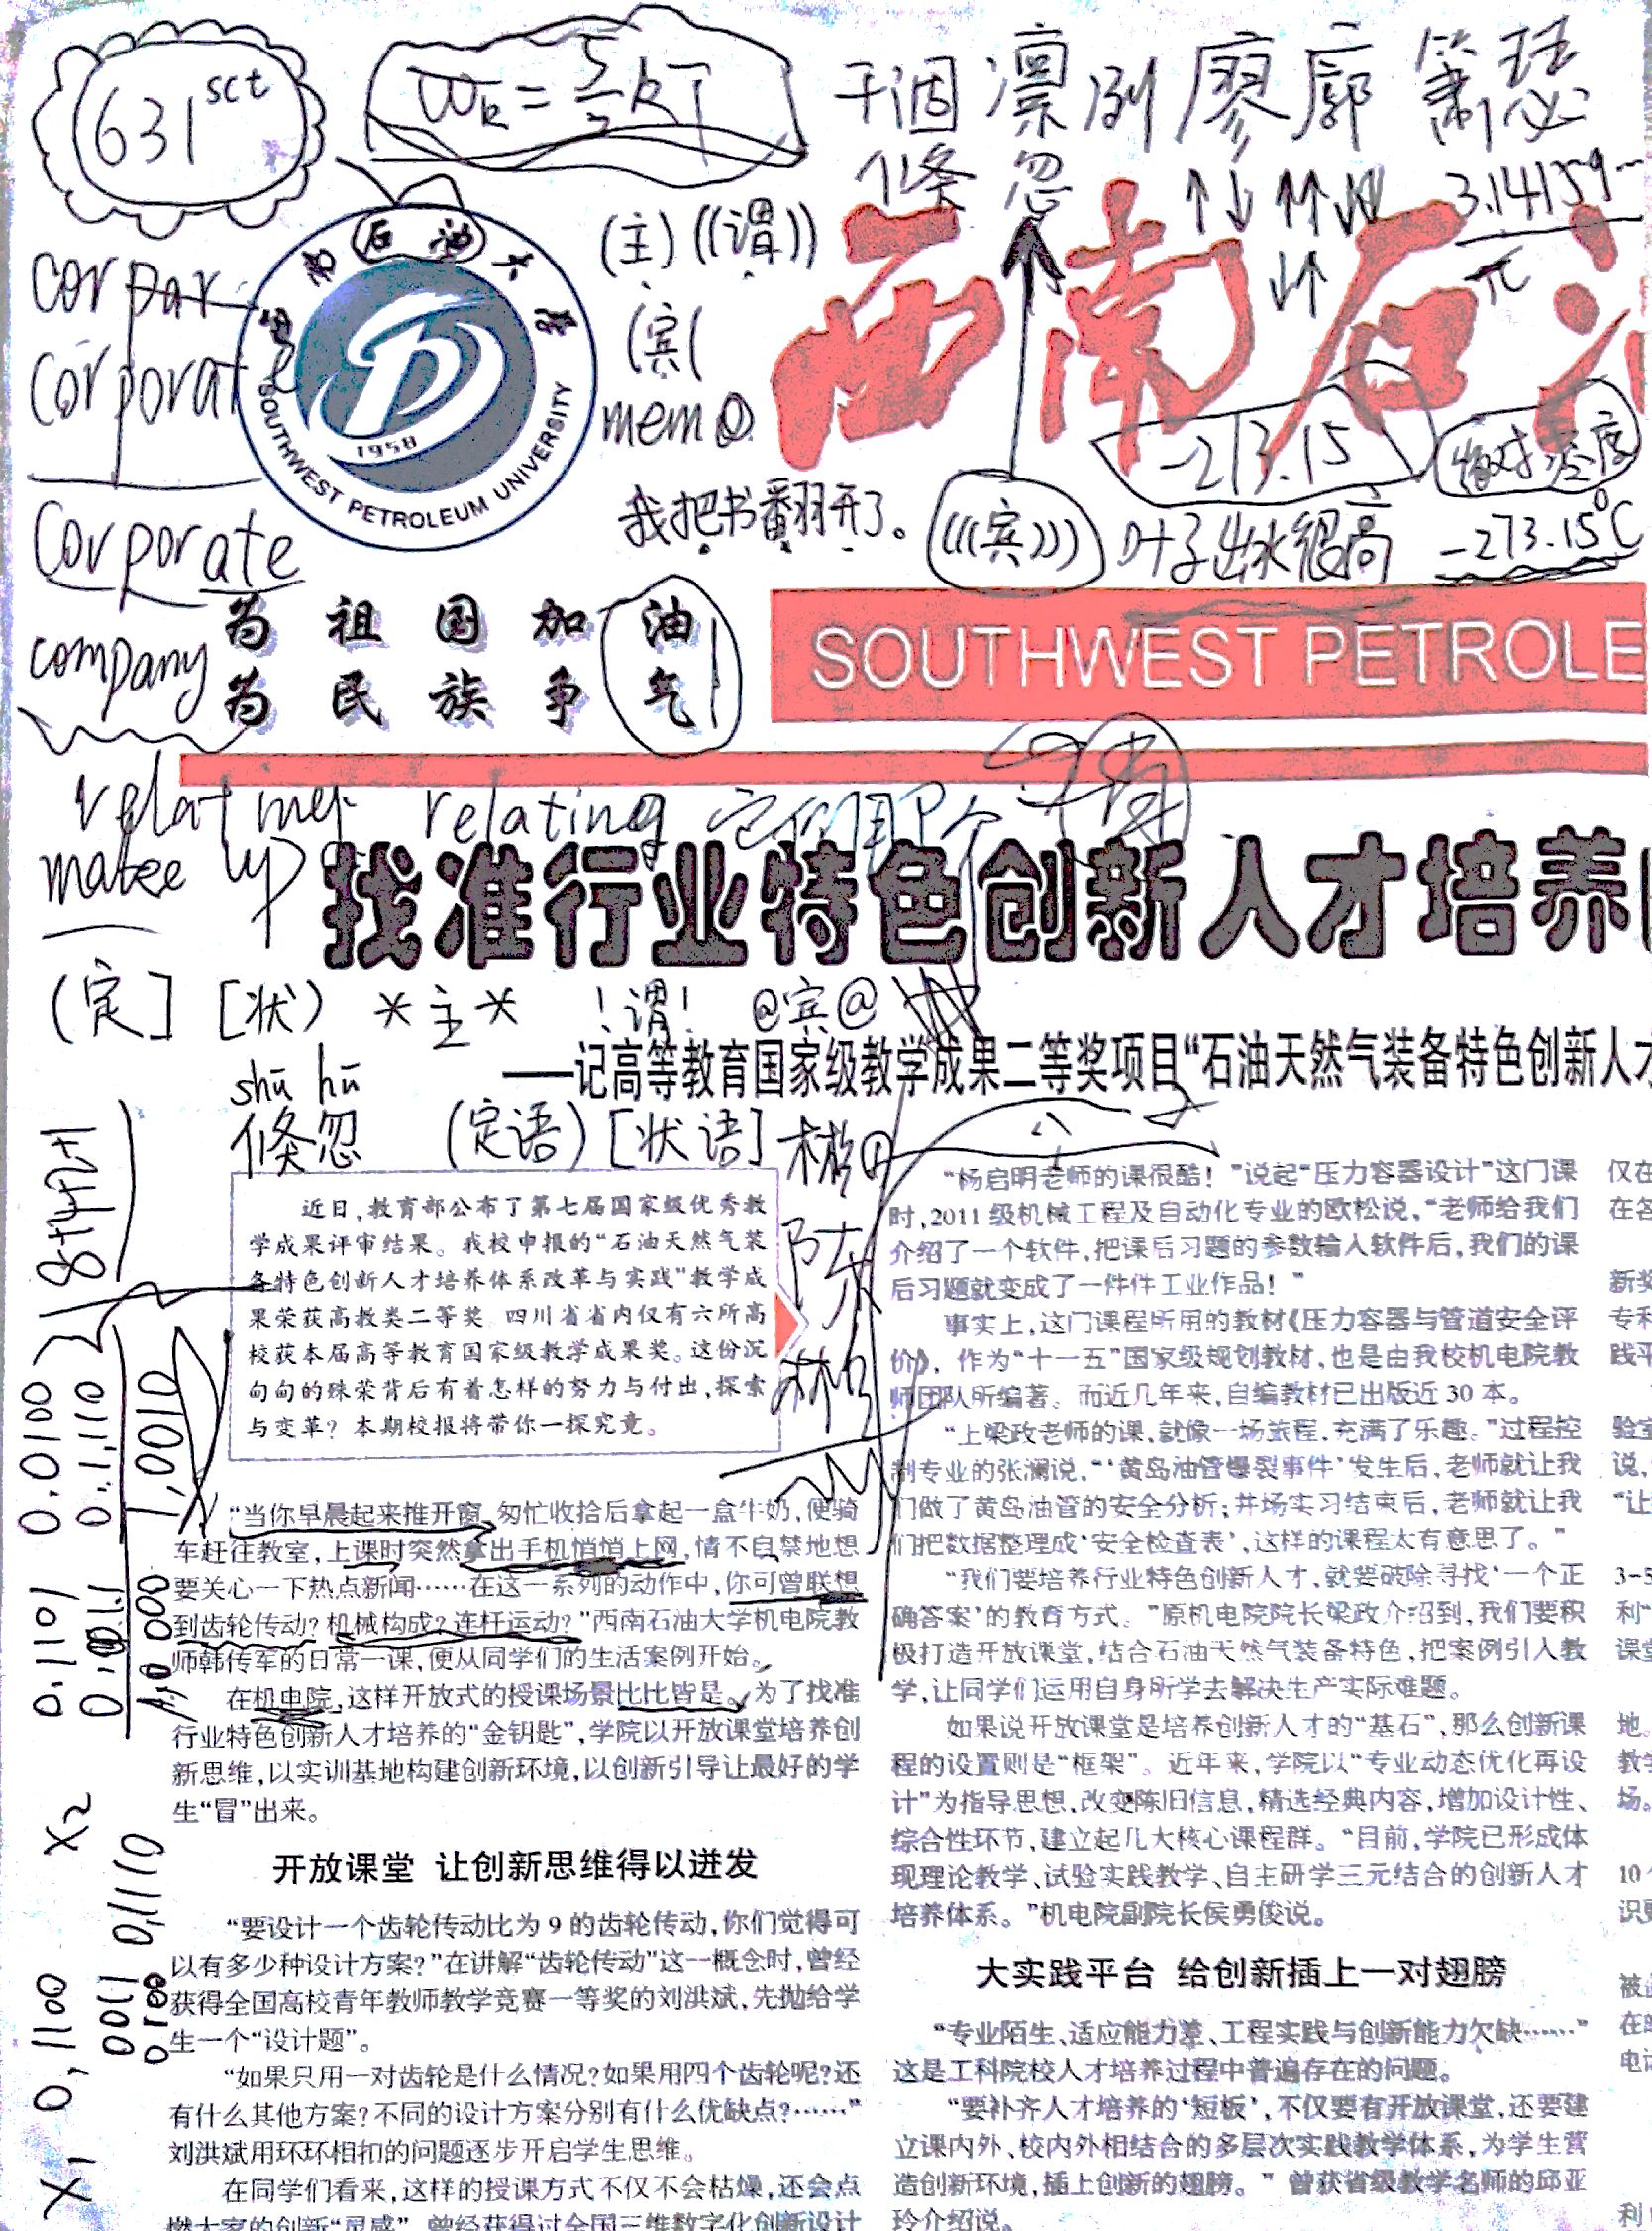 631 sct
干涸 凛冽 廖廓 萧瑟
倏忽 ↑↓ ↑↑ ↓↓ 3.14159...
↓↑ π
(主) ((谓))
(宾(
corpar
corporate
西南石油大学
SOUTHWEST PETROLEUM UNIVERSITY
1958
西南石
mem@
-213.15
绝对零度
我把书翻开了。
(((宾)))
叶子出水很高
-273.15°C
Corporate
company
为祖国加油
为民族争气
SOUTHWEST PETROLE
relating
make up
找准行业特色创新人才培养
(定] [状) *主* !谓! @宾@
——记高等教育国家级教学成果二等奖项目“石油天然气装备特色创新人才
shū hū
倏忽 (定语) [状语]
陈
近日,教育部公布了第七届国家级优秀教
学成果评审结果。我校申报的“石油天然气装
备特色创新人才培养体系改革与实践”教学成
果荣获高教类二等奖。四川省省内仅有六所高
校获本届高等教育国家级教学成果奖。这份沉
甸甸的殊荣背后有着怎样的努力与付出,探索
与变革?本期校报将带你一探究竟。
“当你早晨起来推开窗,匆忙收拾后拿起一盒牛奶,便骑
车赶往教室,上课时突然拿出手机悄悄上网,情不自禁地想
要关心一下热点新闻……在这一系列的动作中,你可曾联想
到齿轮传动?机械构成?连杆运动?”西南石油大学机电院教
师韩传军的日常一课,便从同学们的生活案例开始。
在机电院,这样开放式的授课场景比比皆是。为了找准
行业特色创新人才培养的“金钥匙”,学院以开放课堂培养创
新思维,以实训基地构建创新环境,以创新引导让最好的学
生“冒”出来。
开放课堂 让创新思维得以迸发
“要设计一个齿轮传动比为9的齿轮传动,你们觉得可
以有多少种设计方案?”在讲解“齿轮传动”这一概念时,曾经
获得全国高校青年教师教学竞赛一等奖的刘洪斌,先抛给学
生一个“设计题”。
“如果只用一对齿轮是什么情况?如果用四个齿轮呢?还
有什么其他方案?不同的设计方案分别有什么优缺点?……”
刘洪斌用环环相扣的问题逐步开启学生思维。
在同学们看来,这样的授课方式不仅不会枯燥,还会点
燃大家的创新“灵感”。曾经获得过全国三维数字化创新设计
“杨启明老师的课很酷!”说起“压力容器设计”这门课
时,2011级机械工程及自动化专业的欧松说,“老师给我们
介绍了一个软件,把课后习题的参数输入软件后,我们的课
后习题就变成了一件件工业作品!”
事实上,这门课程所用的教材《压力容器与管道安全评
价》,作为“十一五”国家级规划教材,也是由我校机电院教
师团队所编著。而近几年来,自编教材已出版近30本。
“上梁政老师的课,就像一场旅程,充满了乐趣。”过程控
制专业的张澜说,“‘黄岛油管爆裂事件’发生后,老师就让我
们做了黄岛油管的安全分析;井场实习结束后,老师就让我
们把数据整理成‘安全检查表’,这样的课程太有意思了。”
“我们要培养行业特色创新人才,就要破除寻找‘一个正
确答案’的教育方式。”原机电院院长梁政介绍到,我们要积
极打造开放课堂,结合石油天然气装备特色,把案例引入教
学,让同学们运用自身所学去解决生产实际难题。
如果说开放课堂是培养创新人才的“基石”,那么创新课
程的设置则是“框架”。近年来,学院以“专业动态优化再设
计”为指导思想,改变陈旧信息,精选经典内容,增加设计性、
综合性环节,建立起几大核心课程群。“目前,学院已形成体
现理论教学、试验实践教学、自主研学三元结合的创新人才
培养体系。”机电院副院长侯勇俊说。
大实践平台 给创新插上一对翅膀
“专业陌生、适应能力差、工程实践与创新能力欠缺……”
这是工科院校人才培养过程中普遍存在的问题。
“要补齐人才培养的‘短板’,不仅要有开放课堂,还要建
立课内外、校内外相结合的多层次实践教学体系,为学生营
造创新环境,插上创新的翅膀。”曾获省级教学名师的邱亚
玲介绍说。
仅在
在各
新奖
专利
践平
验室
说,
“让
3-5
利”
课堂
地。
教学
场。
10
识更
0.0100
0.1101
1.0010
X1 0,1100 X2 0,1110
0011
0100